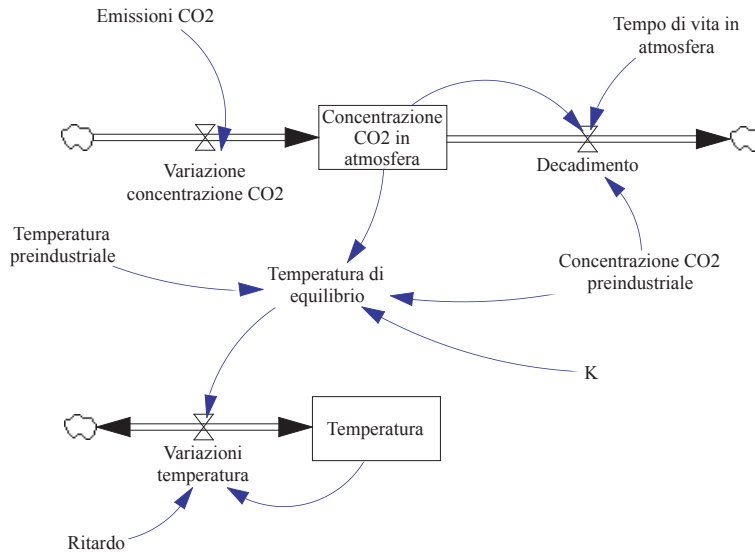 Emissioni CO2
Tempo di vita in
atmosfera
Concentrazione
CO2 in
atmosfera
Variazione
concentrazione CO2
Decadimento
Temperatura
preindustriale
Temperatura di
equilibrio
Concentrazione CO2
preindustriale
K
Temperatura
Variazioni
temperatura
Ritardo